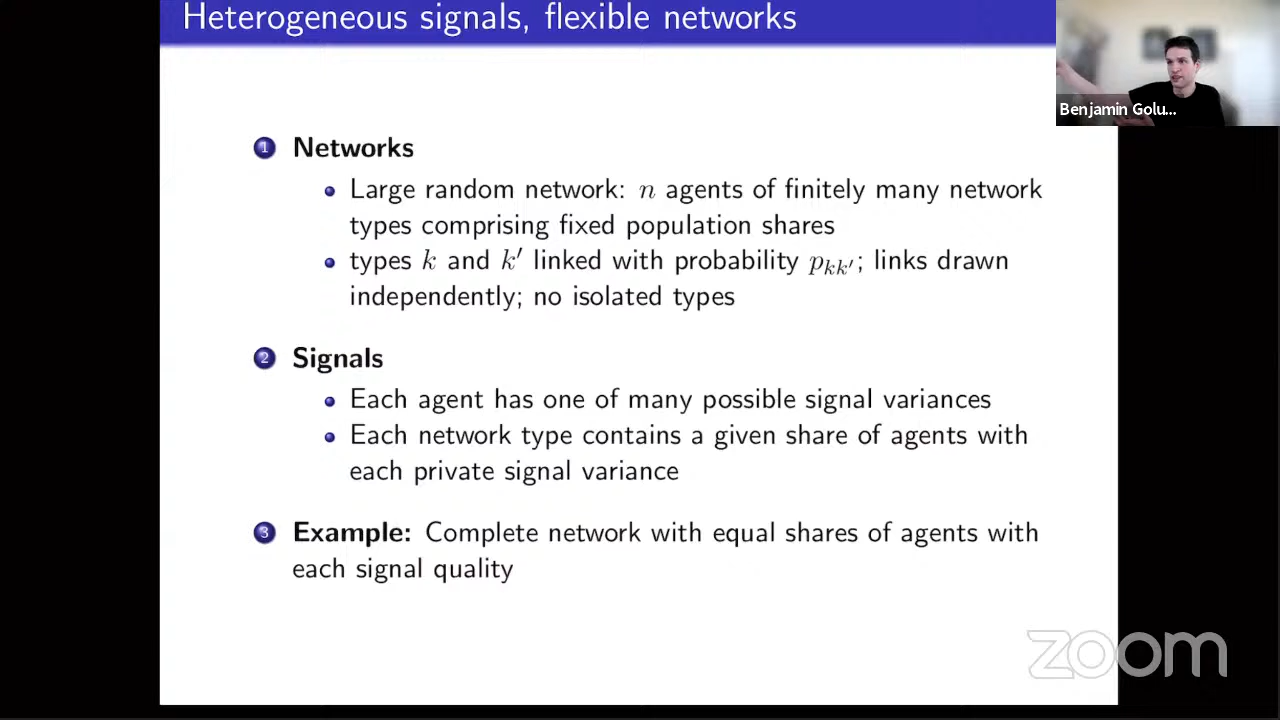 Heterogeneous signals, flexible networks
Benjamin Golu...
1 Networks
• Large random network: n agents of finitely many network
types comprising fixed population shares
• types k and k′ linked with probability pkk′; links drawn
independently; no isolated types
2 Signals
• Each agent has one of many possible signal variances
• Each network type contains a given share of agents with
each private signal variance
3 Example: Complete network with equal shares of agents with
each signal quality
zoom